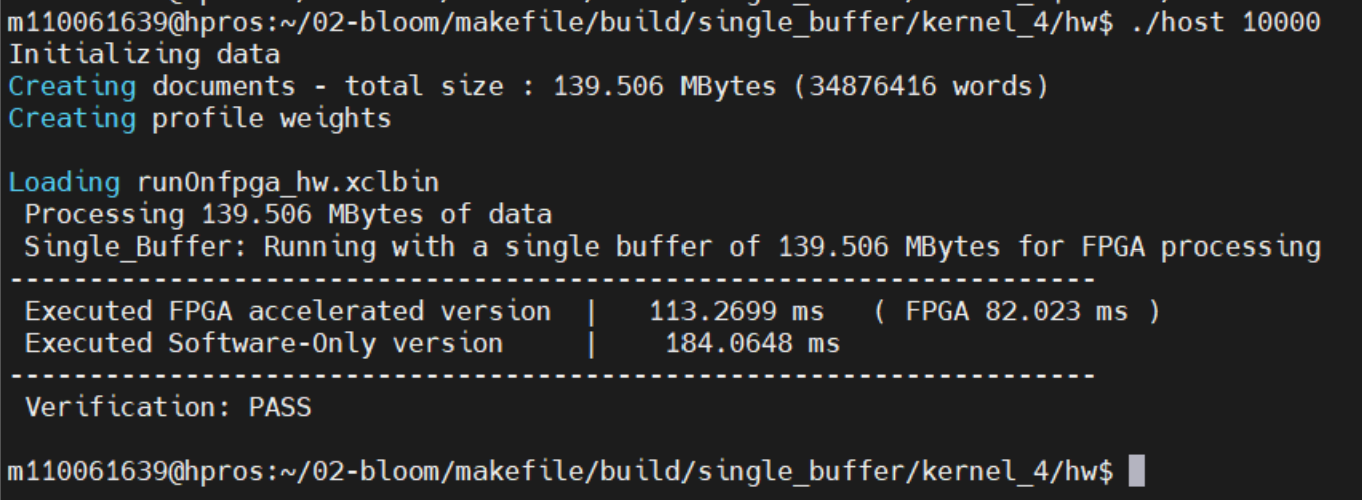 m110061639@hpros:~/02-bloom/makefile/build/single_buffer/kernel_4/hw$ ./host 10000
Initializing data
Creating documents - total size : 139.506 MBytes (34876416 words)
Creating profile weights
Loading runOnfpga_hw.xclbin
Processing 139.506 MBytes of data
Single_Buffer: Running with a single buffer of 139.506 MBytes for FPGA processing
--------------------------------------------------------------------
Executed FPGA accelerated version | 113.2699 ms ( FPGA 82.023 ms )
Executed Software-Only version | 184.0648 ms
--------------------------------------------------------------------
Verification: PASS
m110061639@hpros:~/02-bloom/makefile/build/single_buffer/kernel_4/hw$